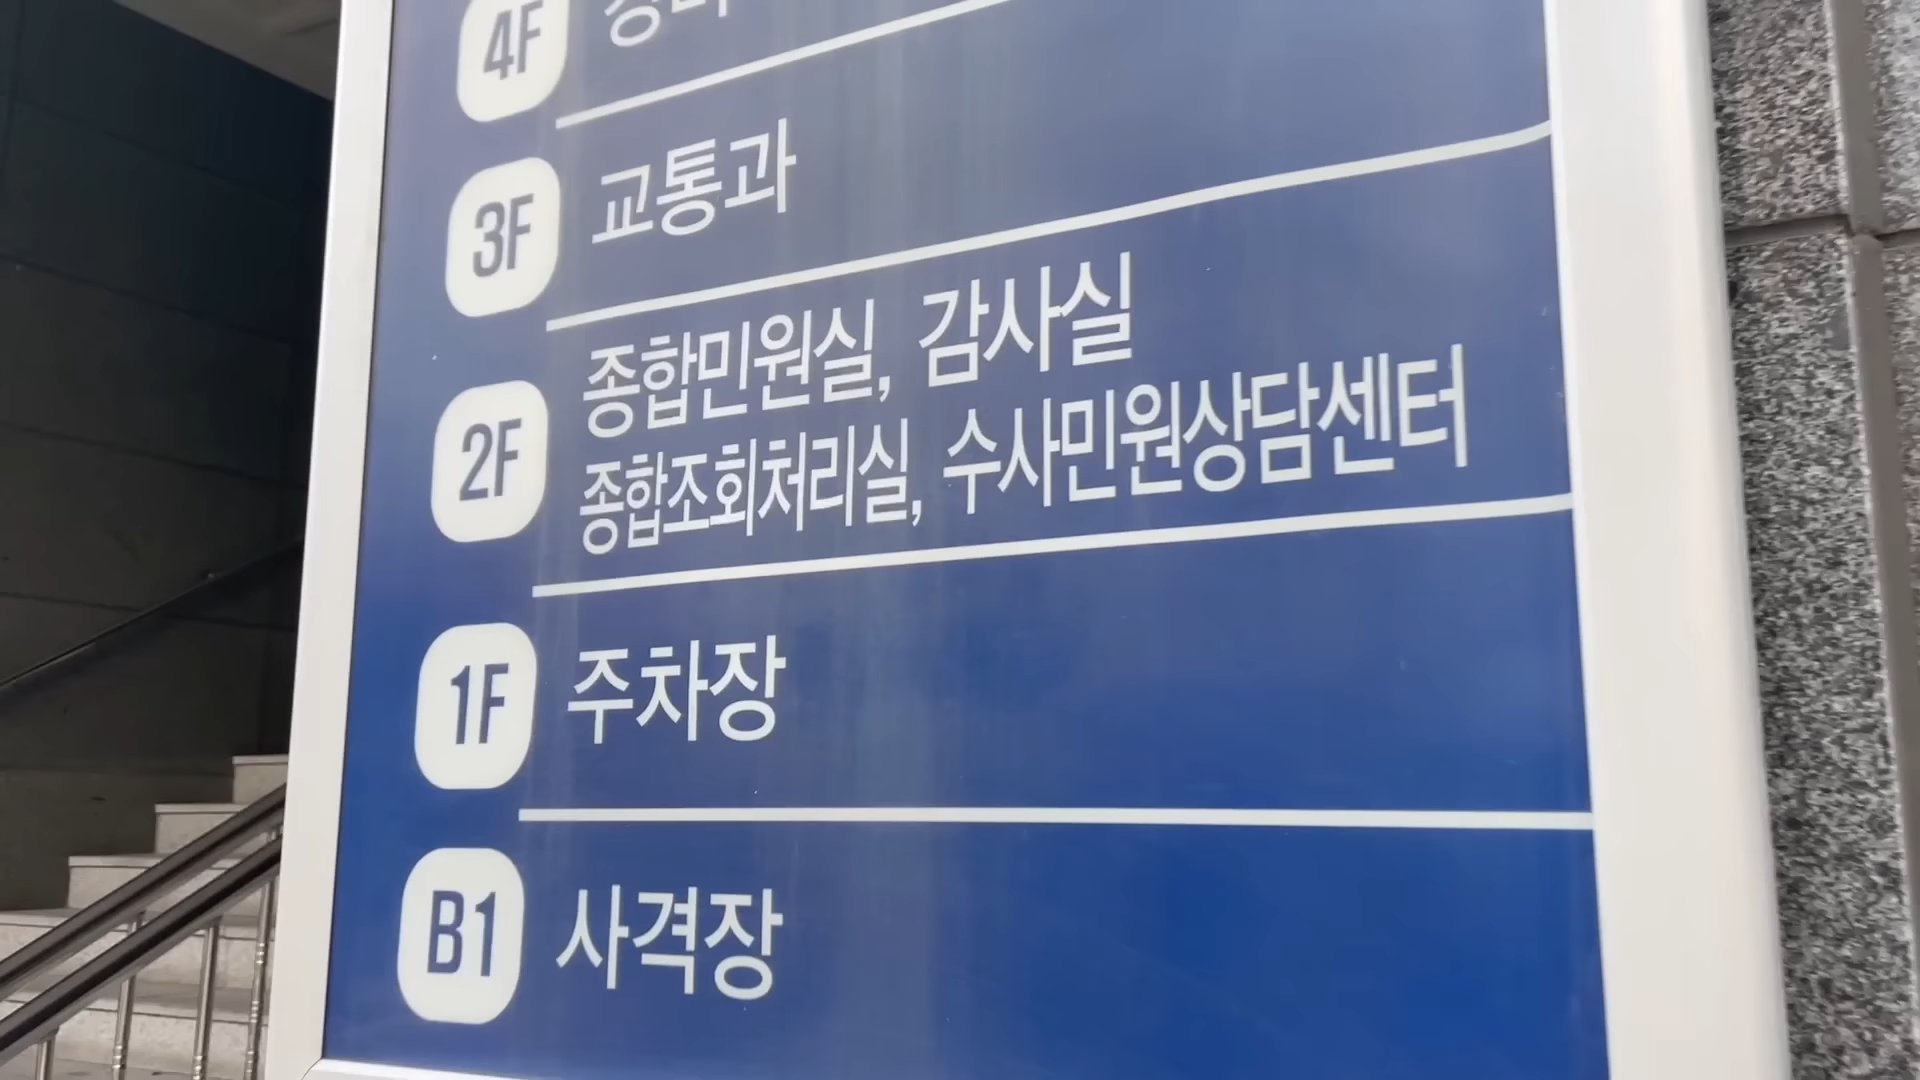 4F
3F 교통과
2F 종합민원실, 감사실
종합조회처리실, 수사민원상담센터
1F 주차장
B1 사격장